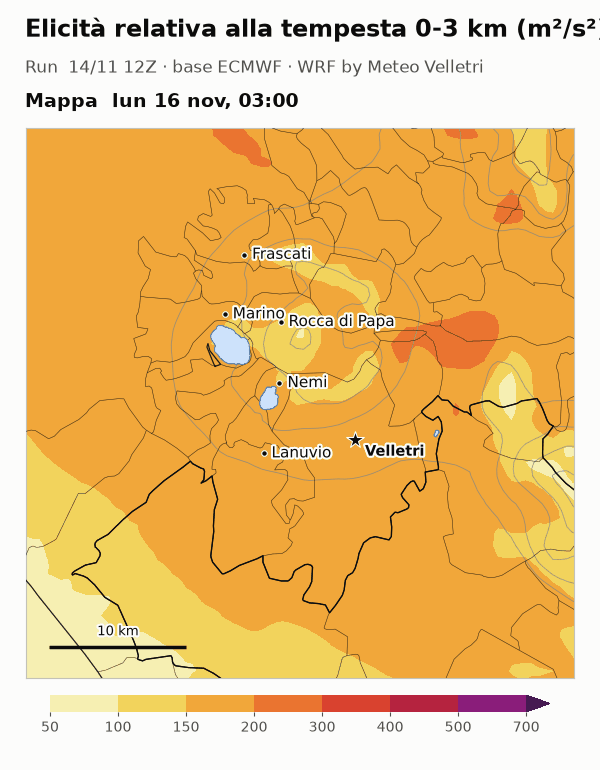 Elicità relativa alla tempesta 0-3 km (m²/s²)
Run  14/11 12Z · base ECMWF · WRF by Meteo Velletri
Mappa  lun 16 nov, 03:00
Frascati
Marino
Rocca di Papa
Nemi
Velletri
Lanuvio
10 km
50 100 150 200 300 400 500 700